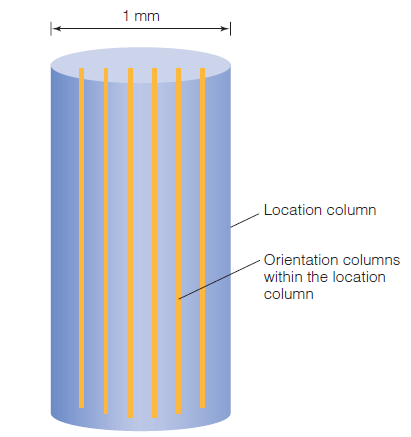 1 mm
Location column
Orientation columns
within the location
column